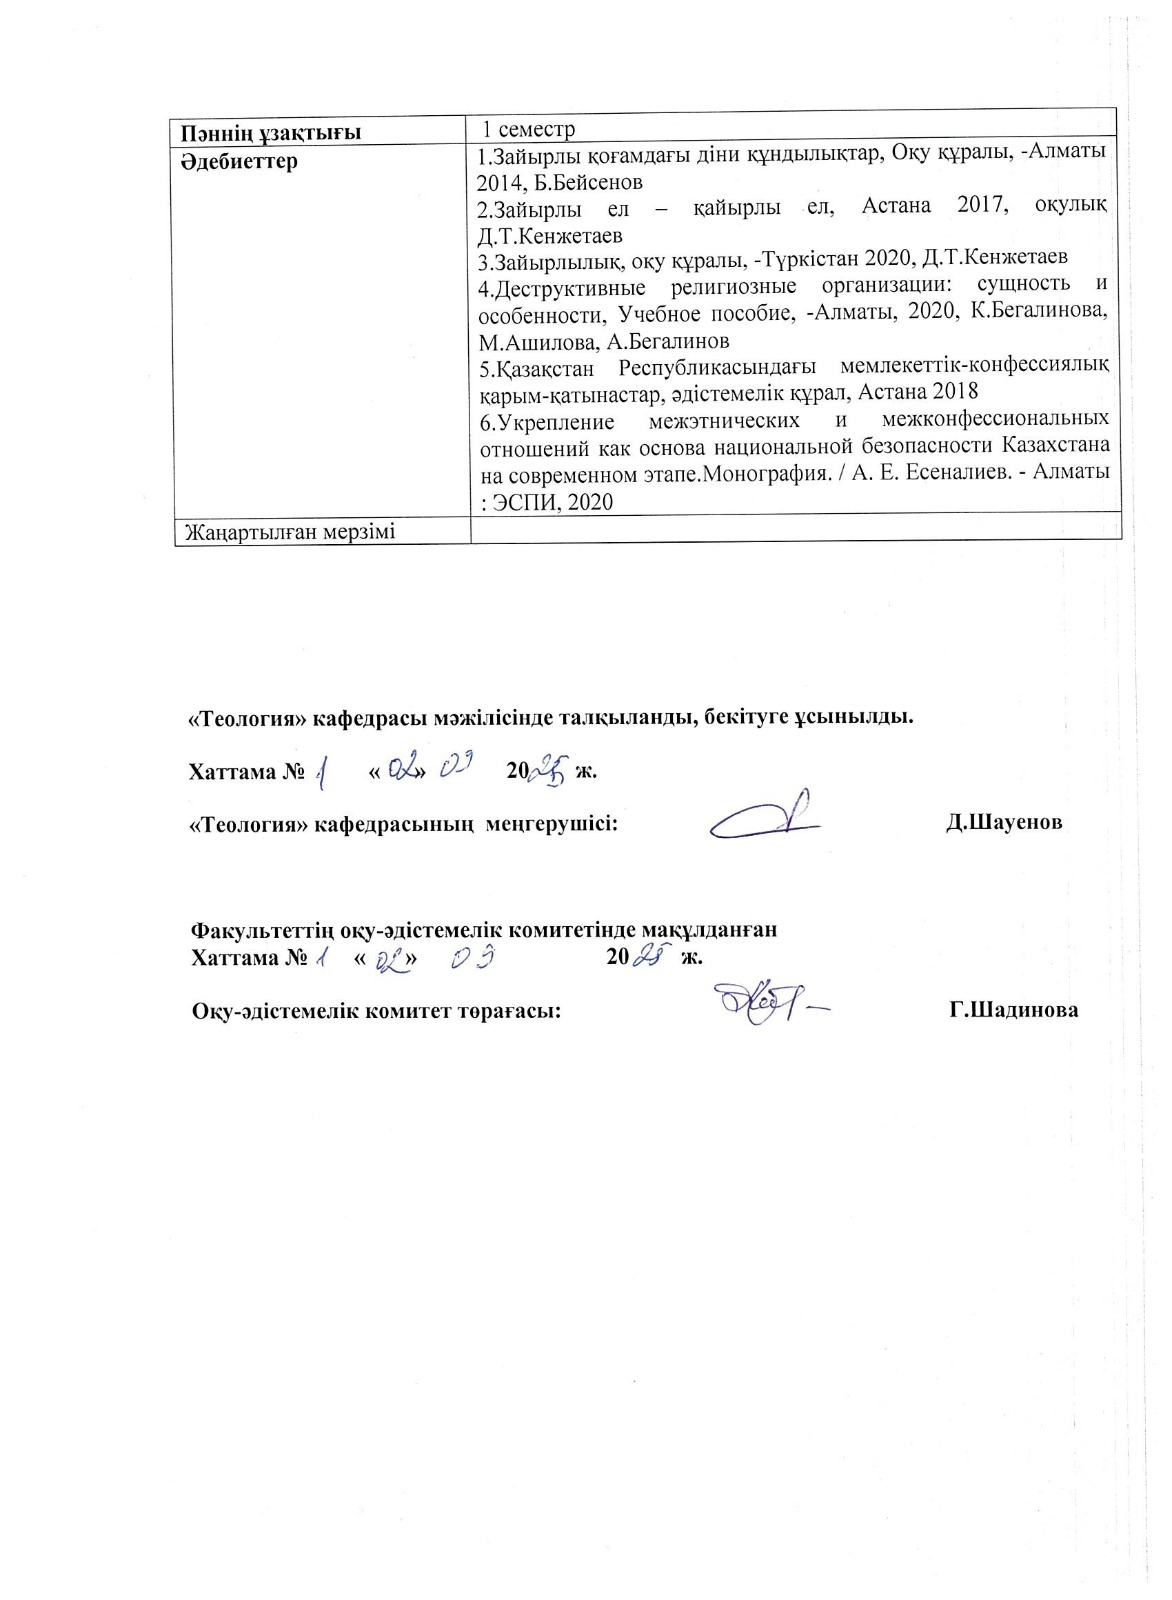 Пәннің ұзақтығы 1 семестр
Әдебиеттер 1.Зайырлы қоғамдағы діни құндылықтар, Оқу құралы, -Алматы
2014, Б.Бейсенов
2.Зайырлы ел – қайырлы ел, Астана 2017, оқулық
Д.Т.Кенжетаев
3.Зайырлылық, оқу құралы, -Түркістан 2020, Д.Т.Кенжетаев
4.Деструктивные религиозные организации: сущность и
особенности, Учебное пособие, -Алматы, 2020, К.Бегалинова,
М.Ашилова, А.Бегалинов
5.Қазақстан Республикасындағы мемлекеттік-конфессиялық
қарым-қатынастар, әдістемелік құрал, Астана 2018
6.Укрепление межэтнических и межконфессиональных
отношений как основа национальной безопасности Казахстана
на современном этапе.Монография. / А. Е. Есеналиев. - Алматы
: ЭСПИ, 2020
Жаңартылған мерзімі
«Теология» кафедрасы мәжілісінде талқыланды, бекітуге ұсынылды.
Хаттама № 1 « 02» 09 2025 ж.
«Теология» кафедрасының меңгерушісі: Д.Шауенов
Факультеттің оқу-әдістемелік комитетінде мақұлданған
Хаттама № 1 « 02» 09 2025 ж.
Оқу-әдістемелік комитет төрағасы: Г.Шадинова